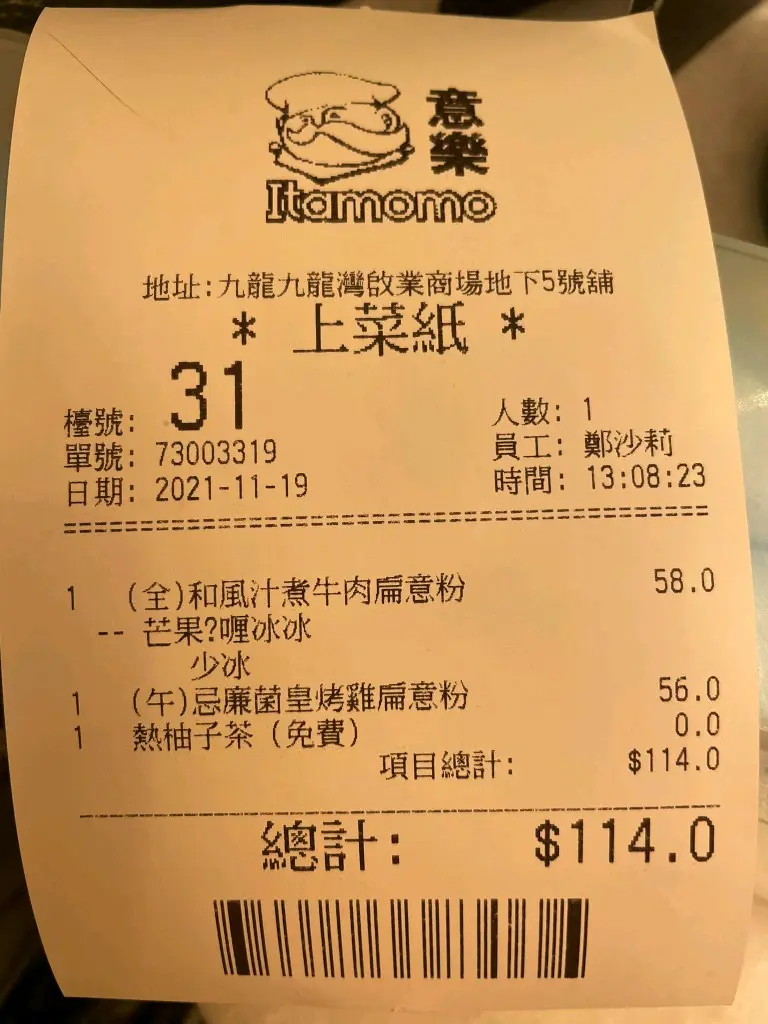 意樂
Itamomo
地址:九龍九龍灣啟業商場地下5號舖
* 上菜紙 *
檯號: 31
人數: 1
單號: 73003319
員工: 鄭沙莉
日期: 2021-11-19
時間: 13:08:23
1 (全)和風汁煮牛肉扁意粉 58.0
-- 芒果?喱冰冰
少冰
1 (午)忌廉菌皇烤雞扁意粉 56.0
1 熱柚子茶 (免費) 0.0
項目總計: $114.0
總計: $114.0